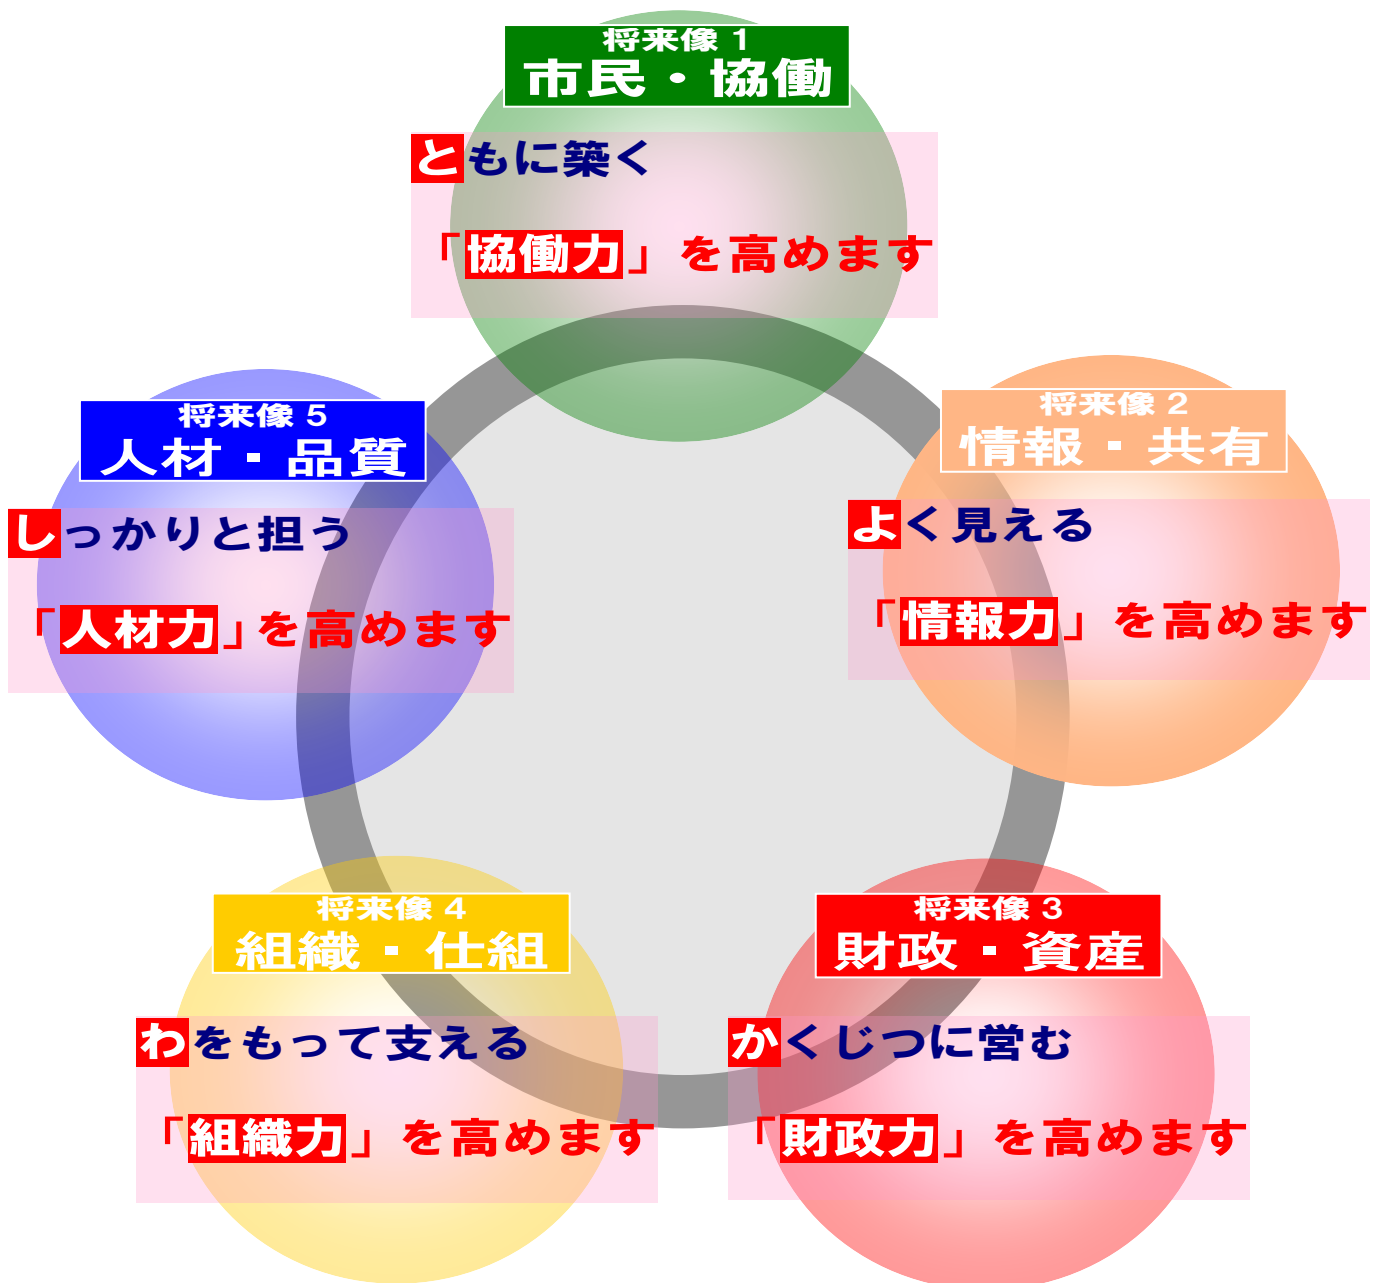 将来像 1
市民・協働
ともに築く
「協働力」を高めます
将来像 2
情報・共有
よく見える
「情報力」を高めます
将来像 3
財政・資産
かくじつに営む
「財政力」を高めます
将来像 4
組織・仕組
わをもって支える
「組織力」を高めます
将来像 5
人材・品質
しっかりと担う
「人材力」を高めます